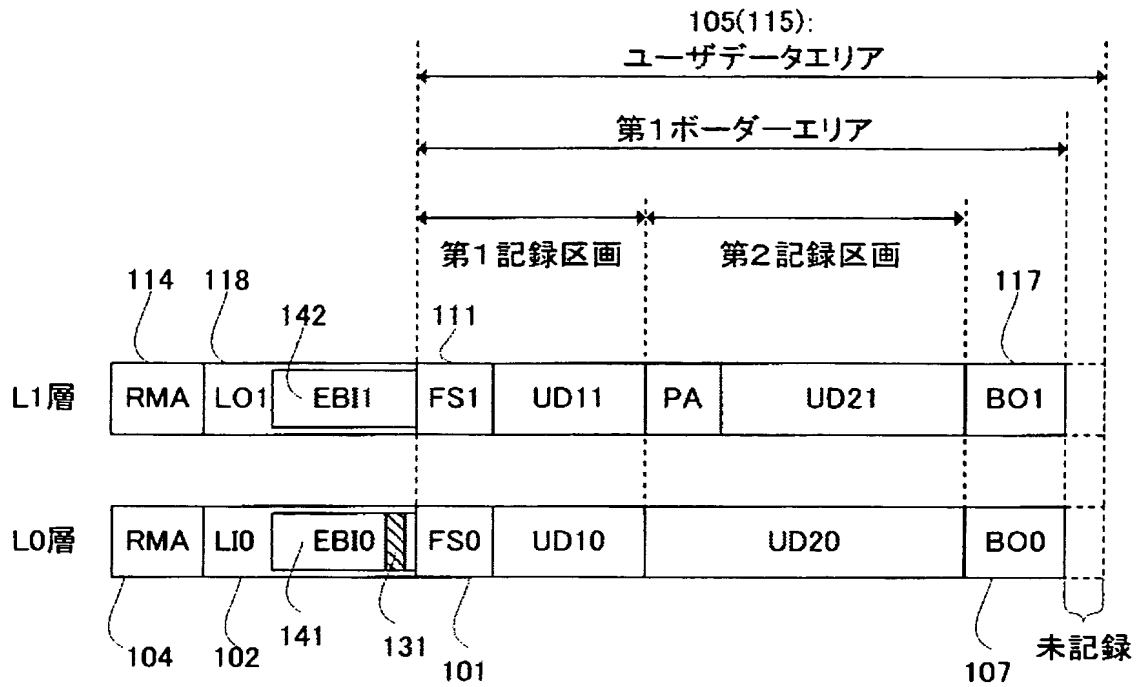 105(115):
ユーザデータエリア
第1ボーダーエリア
第1記録区画 第2記録区画
114 118 142 111 117
L1層 RMA LO1 EBI1 FS1 UD11 PA UD21 BO1
L0層 RMA LI0 EBI0 FS0 UD10 UD20 BO0
104 102 141 131 101 107 未記録